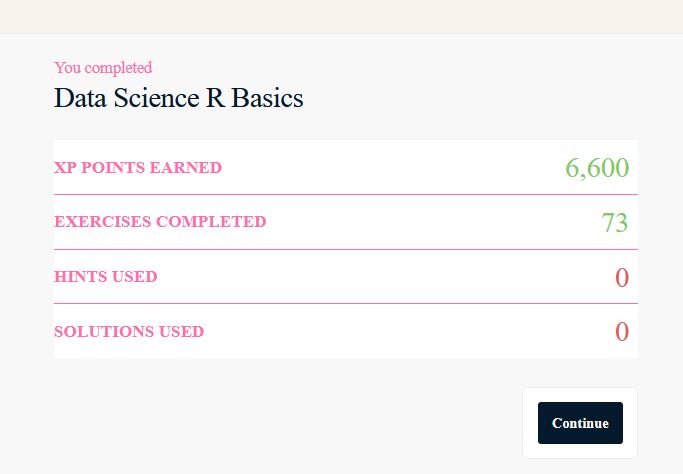 You completed
Data Science R Basics
XP POINTS EARNED 6,600
EXERCISES COMPLETED 73
HINTS USED 0
SOLUTIONS USED 0
Continue